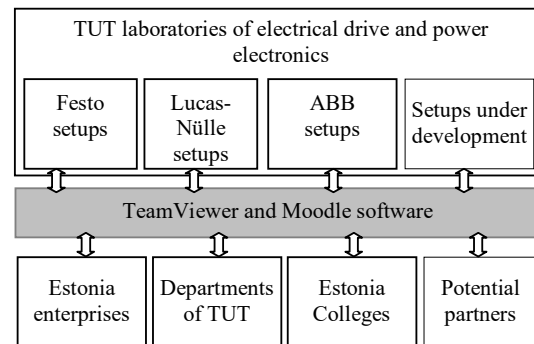 TUT laboratories of electrical drive and power
electronics
Festo
setups
Lucas-
Nülle
setups
ABB
setups
Setups under
development
TeamViewer and Moodle software
Estonia
enterprises
Departments
of TUT
Estonia
Colleges
Potential
partners